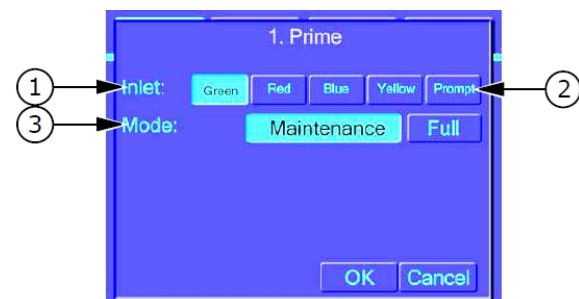 1. Prime
1 Inlet: Green Red Blue Yellow Prompt 2
3 Mode: Maintenance Full
OK Cancel